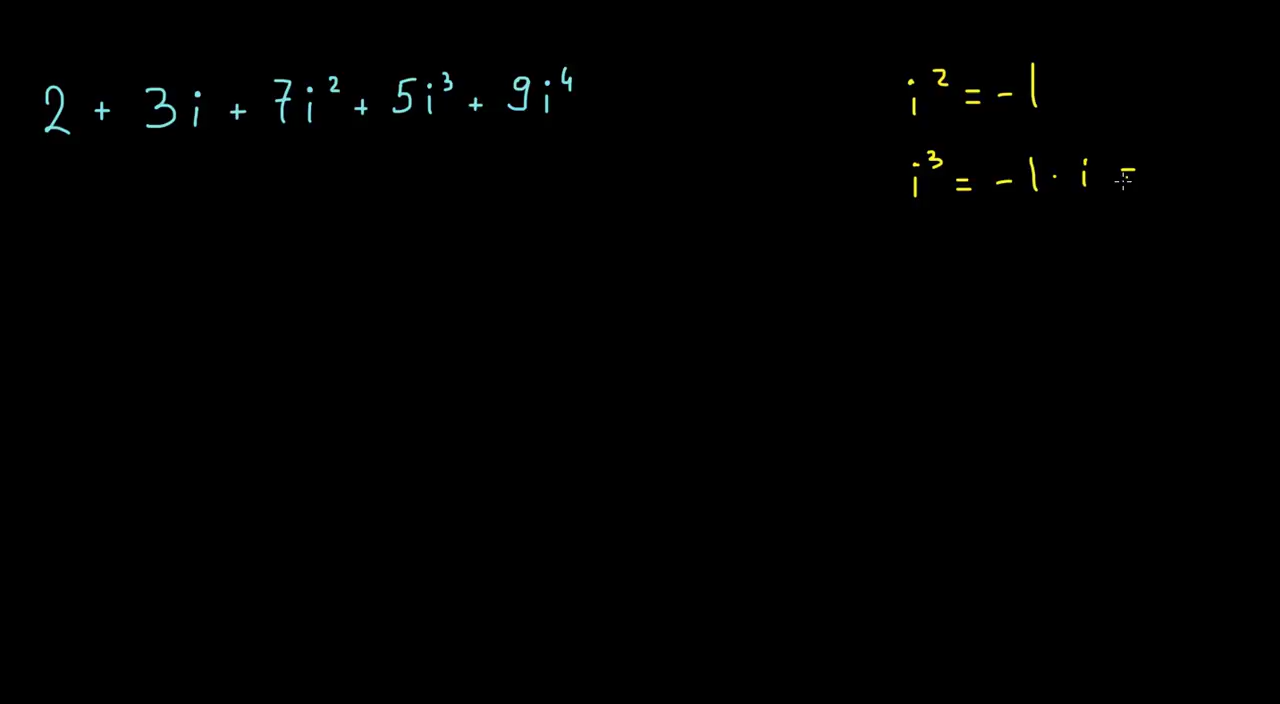 2 + 3i + 7i² + 5i³ + 9i⁴
i² = -1
i³ = -1 · i =